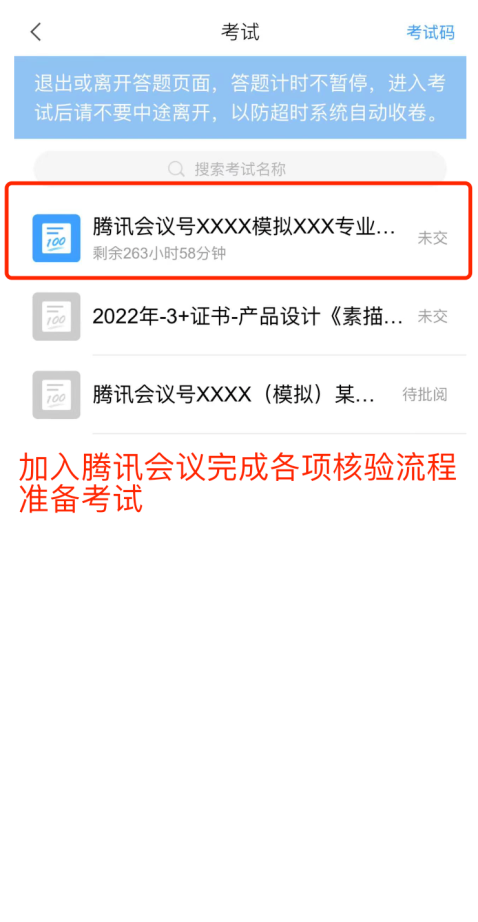 考试
考试码
退出或离开答题页面，答题计时不暂停，进入考
试后请不要中途离开，以防超时系统自动收卷。
搜索考试名称
腾讯会议号XXXX模拟XXX专业...
未交
剩余263小时58分钟
2022年-3+证书-产品设计《素描...
未交
腾讯会议号XXXX（模拟）某...
待批阅
加入腾讯会议完成各项核验流程
准备考试
100
100
100